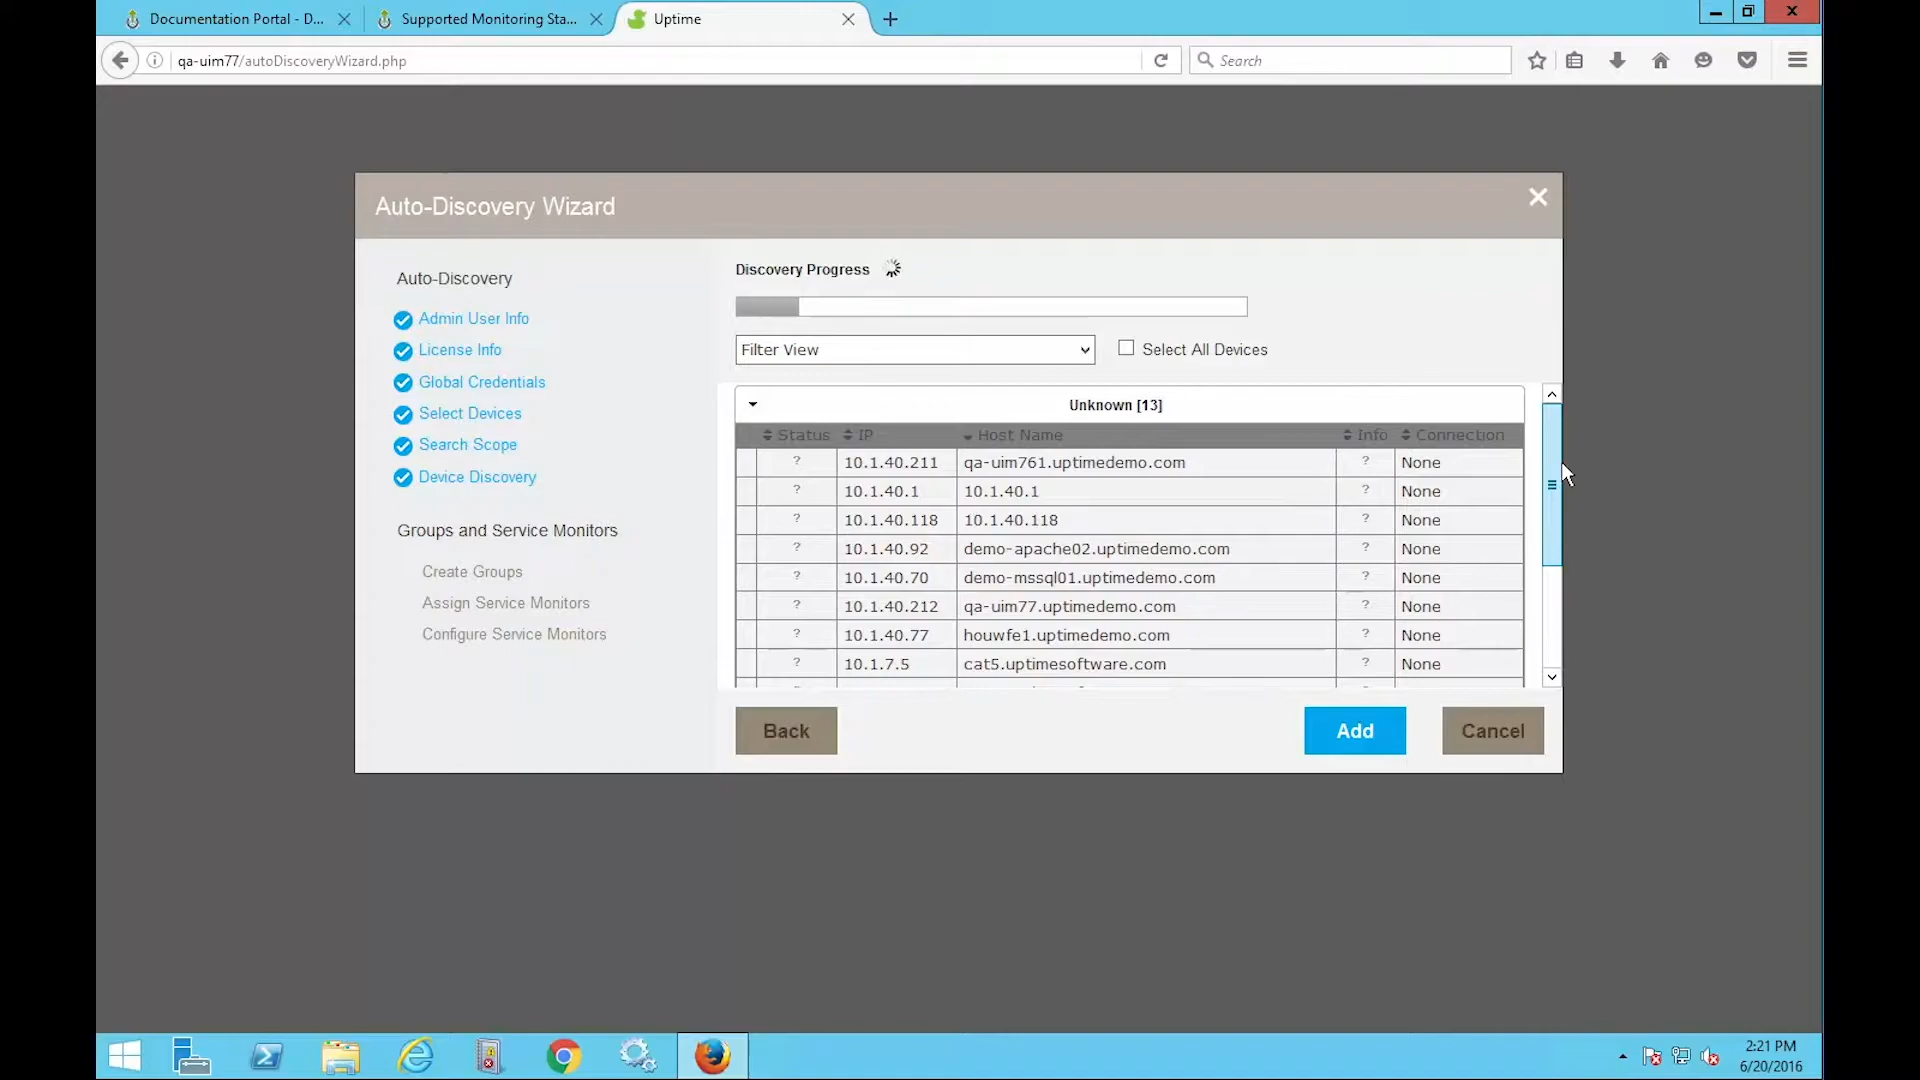 Documentation Portal - D...
Supported Monitoring Sta...
Uptime
qa-uim77/autoDiscoveryWizard.php
Search
Auto-Discovery Wizard
Auto-Discovery
Admin User Info
License Info
Global Credentials
Select Devices
Search Scope
Device Discovery
Groups and Service Monitors
Create Groups
Assign Service Monitors
Configure Service Monitors
Discovery Progress
Filter View
Select All Devices
Unknown [13]
Status IP Host Name Info Connection
? 10.1.40.211 qa-uim761.uptimedemo.com ? None
? 10.1.40.1 10.1.40.1 ? None
? 10.1.40.118 10.1.40.118 ? None
? 10.1.40.92 demo-apache02.uptimedemo.com ? None
? 10.1.40.70 demo-mssql01.uptimedemo.com ? None
? 10.1.40.212 qa-uim77.uptimedemo.com ? None
? 10.1.40.77 houwfe1.uptimedemo.com ? None
? 10.1.7.5 cat5.uptimesoftware.com ? None
Back
Add
Cancel
2:21 PM
6/20/2016